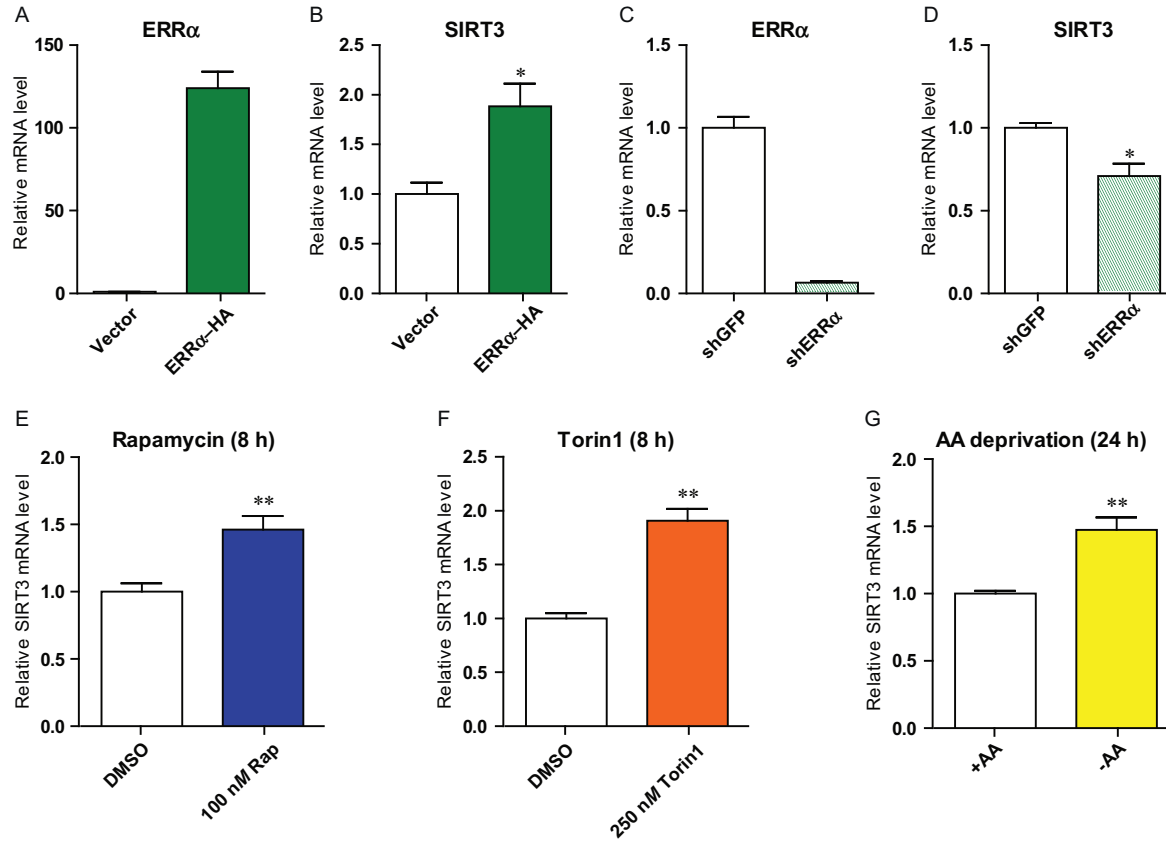 A
ERRα
Relative mRNA level
150
100
50
0
Vector
ERRα–HA
B
SIRT3
Relative mRNA level
2.5
2.0
1.5
1.0
0.5
0.0
*
Vector
ERRα–HA
C
ERRα
Relative mRNA level
1.5
1.0
0.5
0.0
shGFP
shERRα
D
SIRT3
Relative mRNA level
1.5
1.0
0.5
0.0
*
shGFP
shERRα
E
Rapamycin (8 h)
Relative SIRT3 mRNA level
2.0
1.5
1.0
0.5
0.0
**
DMSO
100 nM Rap
F
Torin1 (8 h)
Relative SIRT3 mRNA level
2.5
2.0
1.5
1.0
0.5
0.0
**
DMSO
250 nM Torin1
G
AA deprivation (24 h)
Relative SIRT3 mRNA level
2.0
1.5
1.0
0.5
0.0
**
+AA
-AA